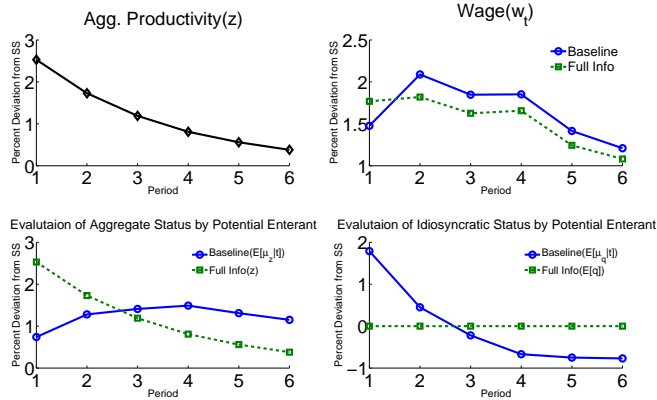 Agg. Productivity(z)
Percent Deviation from SS
3
2
1
0
1 2 3 4 5 6
Period
Wage(w_t)
Percent Deviation from SS
2.5
2
1.5
1
Baseline
Full Info
1 2 3 4 5 6
Period
Evalutaion of Aggregate Status by Potential Enterant
Percent Deviation from SS
3
2
1
0
Baseline(E[μ_z|t])
Full Info(z)
1 2 3 4 5 6
Period
Evalutaion of Idiosyncratic Status by Potential Enterant
Percent Deviation from SS
2
1
0
−1
Baseline(E[μ_q|t])
Full Info(E[q])
1 2 3 4 5 6
Period